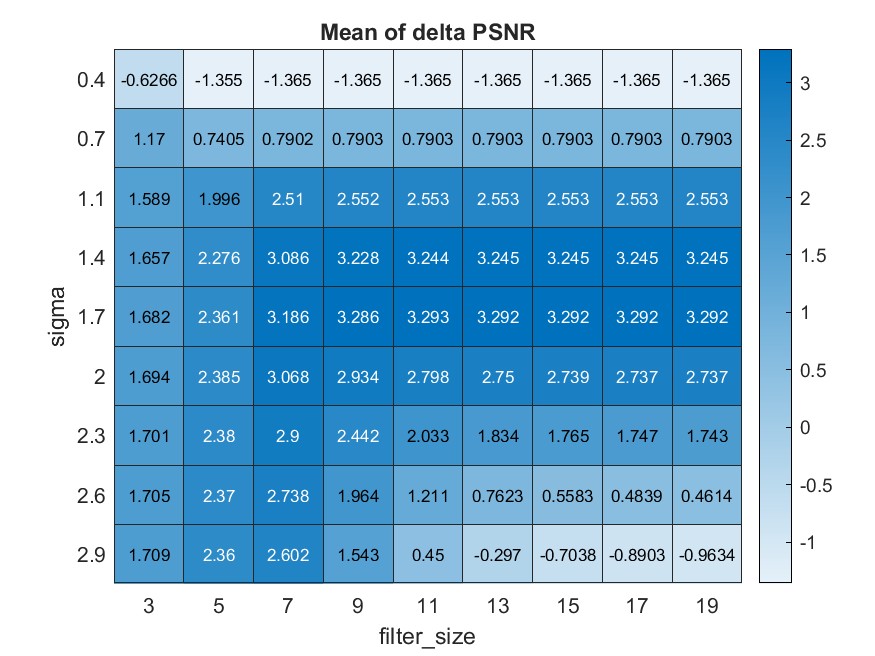 Mean of delta PSNR
0.4 -0.6266 -1.355 -1.365 -1.365 -1.365 -1.365 -1.365 -1.365 -1.365
0.7 1.17 0.7405 0.7902 0.7903 0.7903 0.7903 0.7903 0.7903 0.7903
1.1 1.589 1.996 2.51 2.552 2.553 2.553 2.553 2.553 2.553
1.4 1.657 2.276 3.086 3.228 3.244 3.245 3.245 3.245 3.245
1.7 1.682 2.361 3.186 3.286 3.293 3.292 3.292 3.292 3.292
2 1.694 2.385 3.068 2.934 2.798 2.75 2.739 2.737 2.737
2.3 1.701 2.38 2.9 2.442 2.033 1.834 1.765 1.747 1.743
2.6 1.705 2.37 2.738 1.964 1.211 0.7623 0.5583 0.4839 0.4614
2.9 1.709 2.36 2.602 1.543 0.45 -0.297 -0.7038 -0.8903 -0.9634
3 5 7 9 11 13 15 17 19
filter_size
sigma
3
2.5
2
1.5
1
0.5
0
-0.5
-1